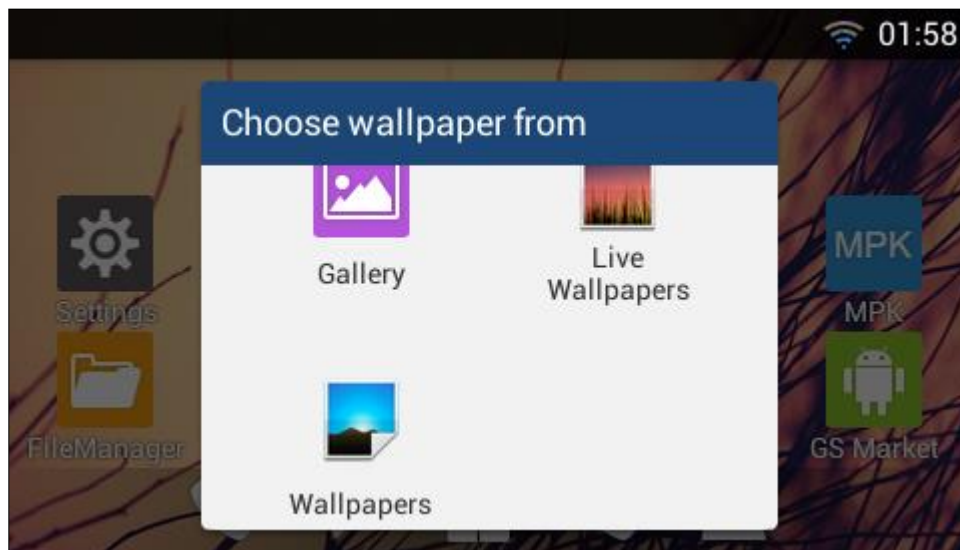 01:58
Choose wallpaper from
Gallery
Live
Wallpapers
Wallpapers
Settings
FileManager
MPK
MPK
GS Market